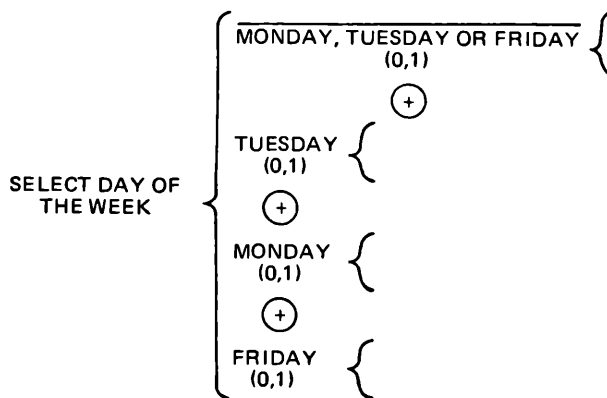 MONDAY, TUESDAY OR FRIDAY
(0,1)
+
TUESDAY
(0,1)
SELECT DAY OF
THE WEEK
+
MONDAY
(0,1)
+
FRIDAY
(0,1)